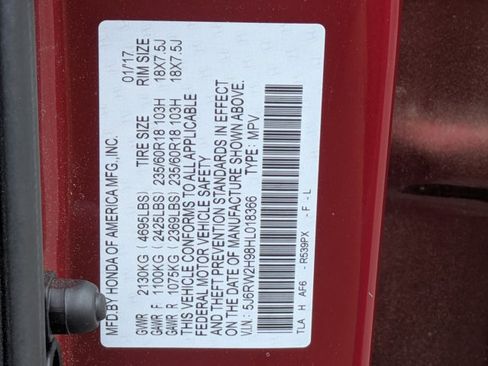 MFD.BY HONDA OF AMERICA MFG.,INC. 01/17
GVWR 2130KG (4695LBS) TIRE SIZE RIM SIZE
GAWR F 1100KG (2426LBS) 235/60R18 103H 18X7.5J
GAWR R 1075KG (2369LBS) 235/60R18 103H 18X7.5J
THIS VEHICLE CONFORMS TO ALL APPLICABLE
FEDERAL MOTOR VEHICLE SAFETY
AND THEFT PREVENTION STANDARDS IN EFFECT
ON THE DATE OF MANUFACTURE SHOWN ABOVE.
V.I.N.: 5J6RW2H98HL018366 TYPE: MPV
TLA H AF6 - R539PX - F - L